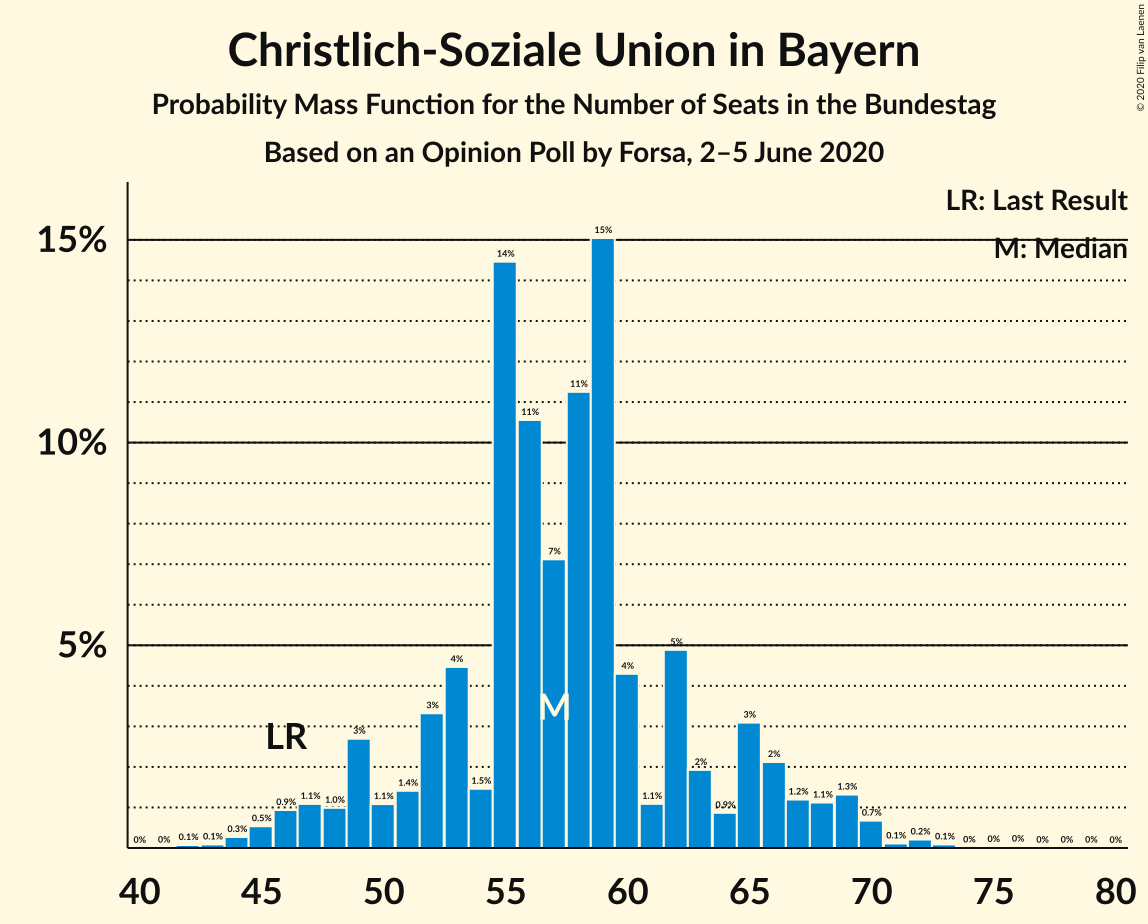 Christlich-Soziale Union in Bayern
Probability Mass Function for the Number of Seats in the Bundestag
Based on an Opinion Poll by Forsa, 2–5 June 2020
© 2020 Filip van Laenen
LR: Last Result
M: Median
15%
10%
5%
0% 0% 0.1% 0.1% 0.3% 0.5% 0.9% 1.1% 1.0% 3% 1.1% 1.4% 3% 4% 1.5% 14% 11% 7% 11% 15% 4% 1.1% 5% 2% 0.9% 3% 2% 1.2% 1.1% 1.3% 0.7% 0.1% 0.2% 0.1% 0% 0% 0% 0% 0% 0% 0%
LR
M
40 45 50 55 60 65 70 75 80